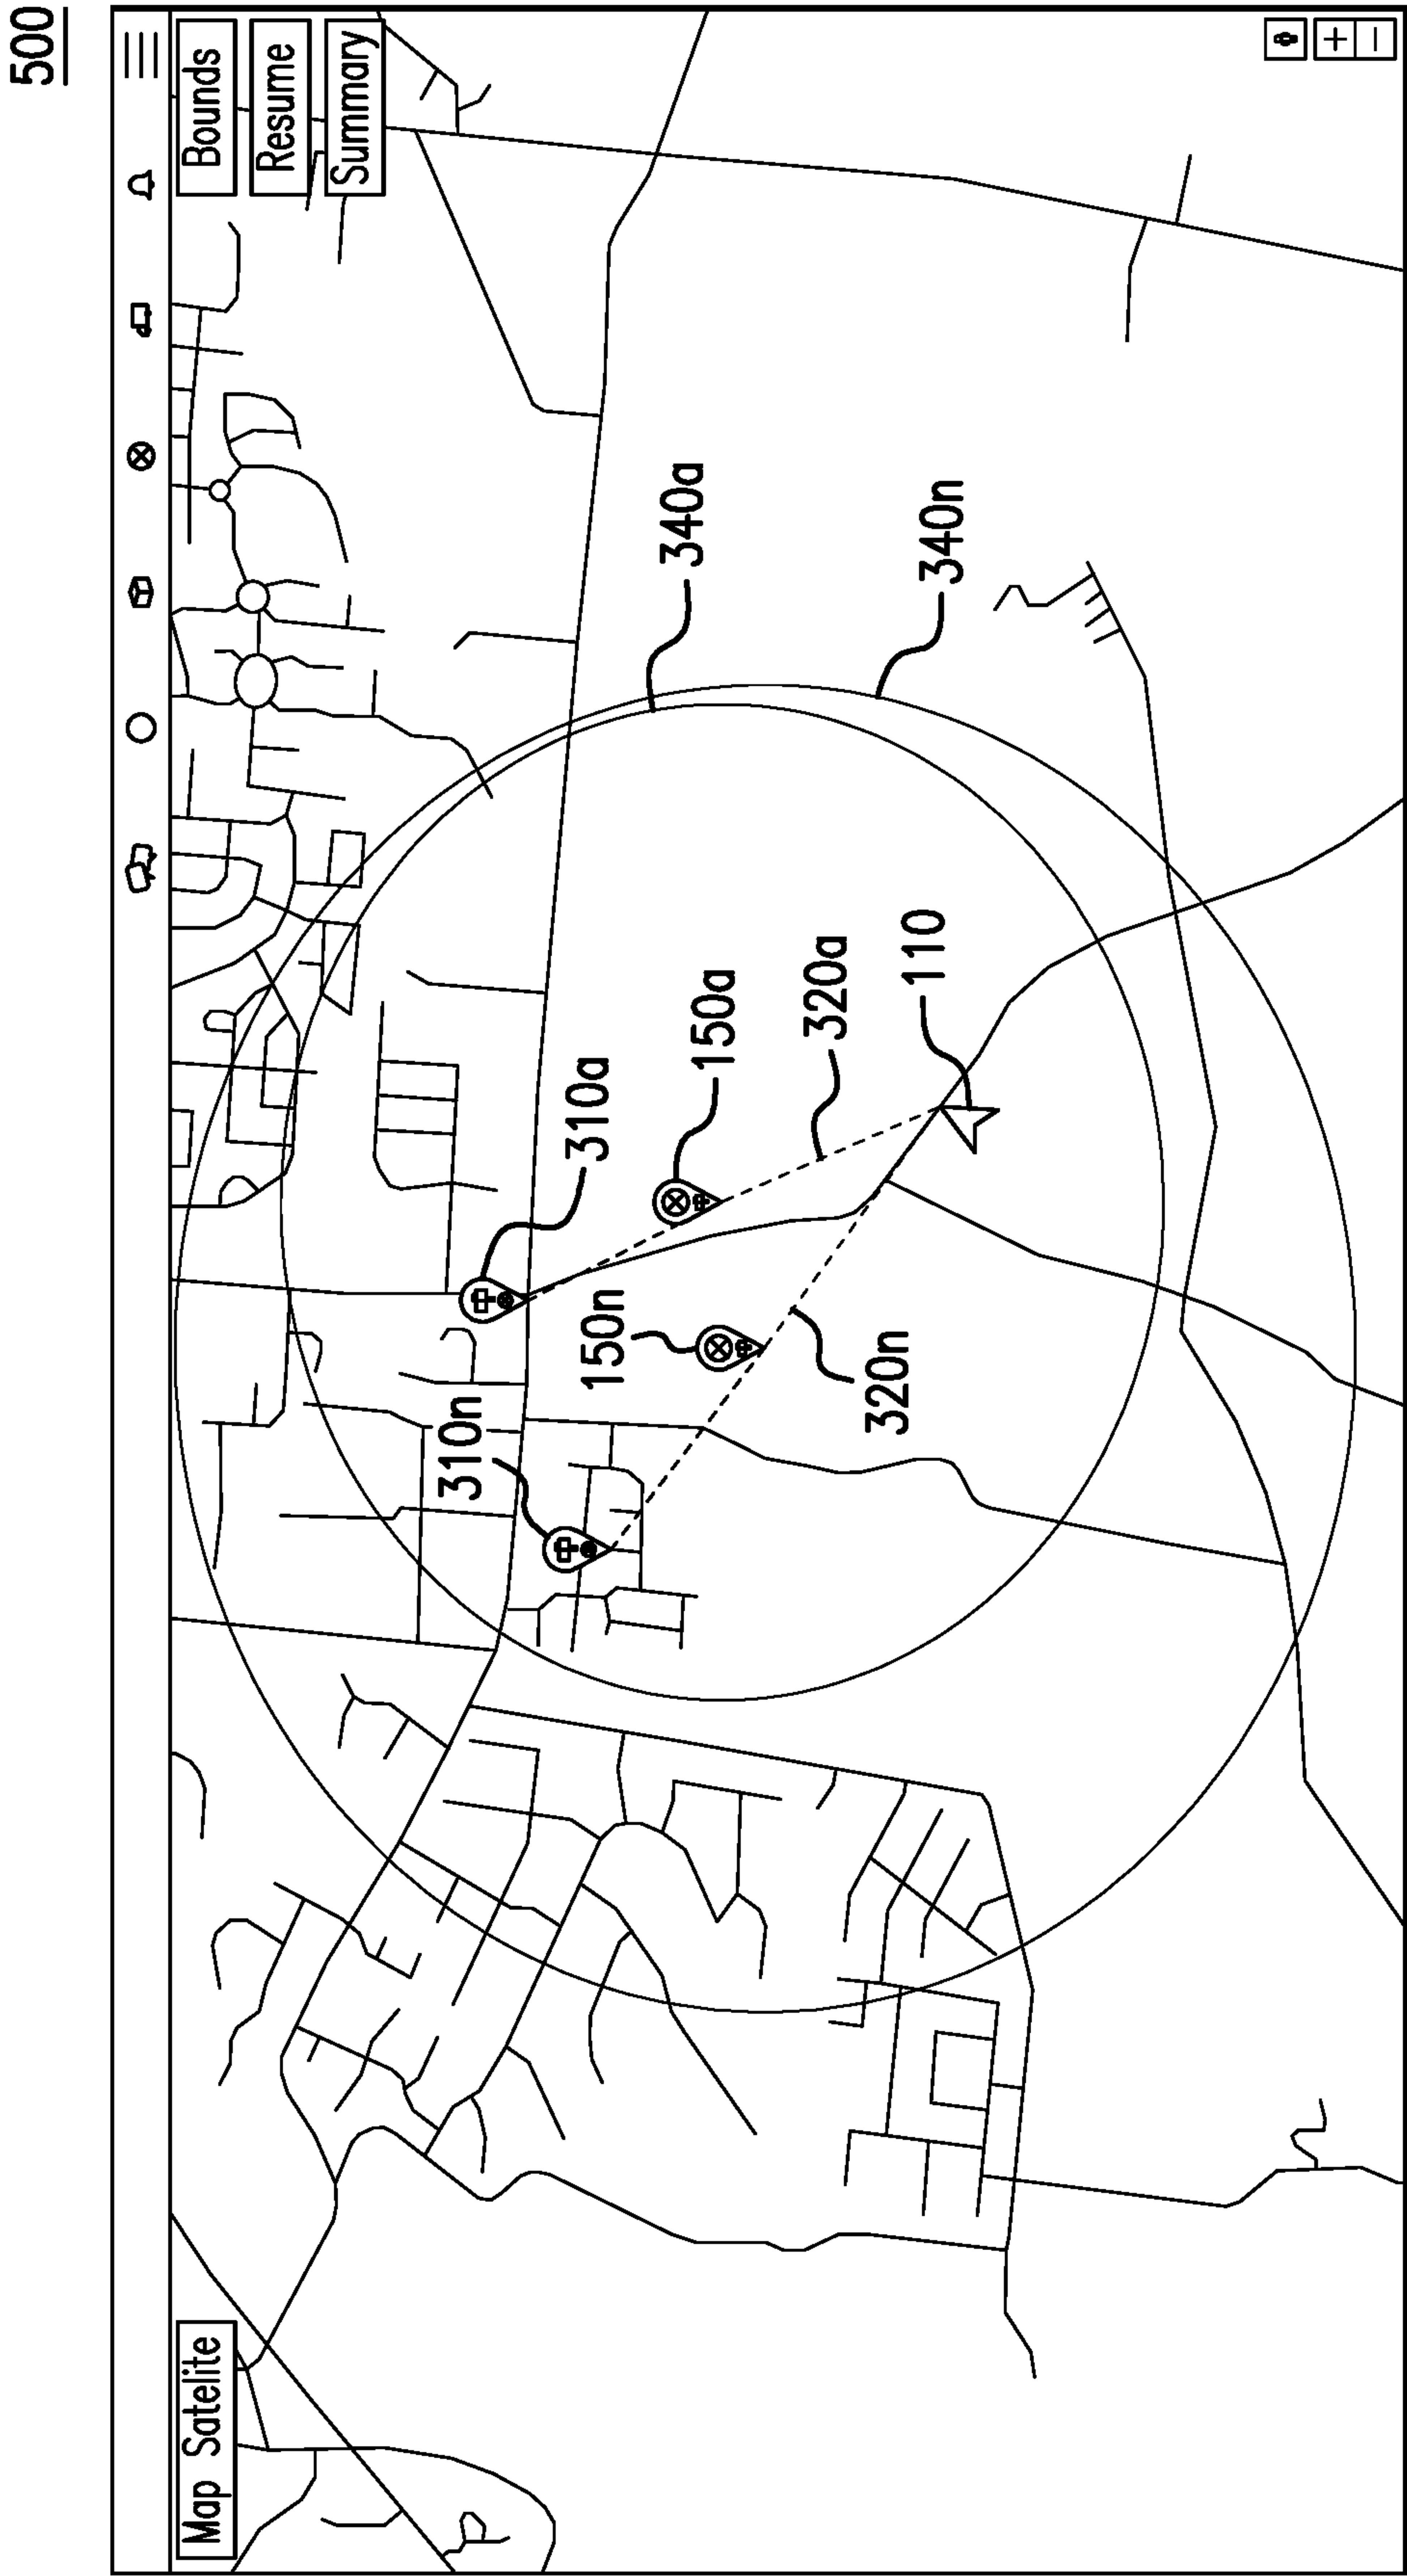 500
Map Satelite
Bounds
Resume
Summary
310n
310a
150n
150a
340a
320n
320a
110
340n
+
−